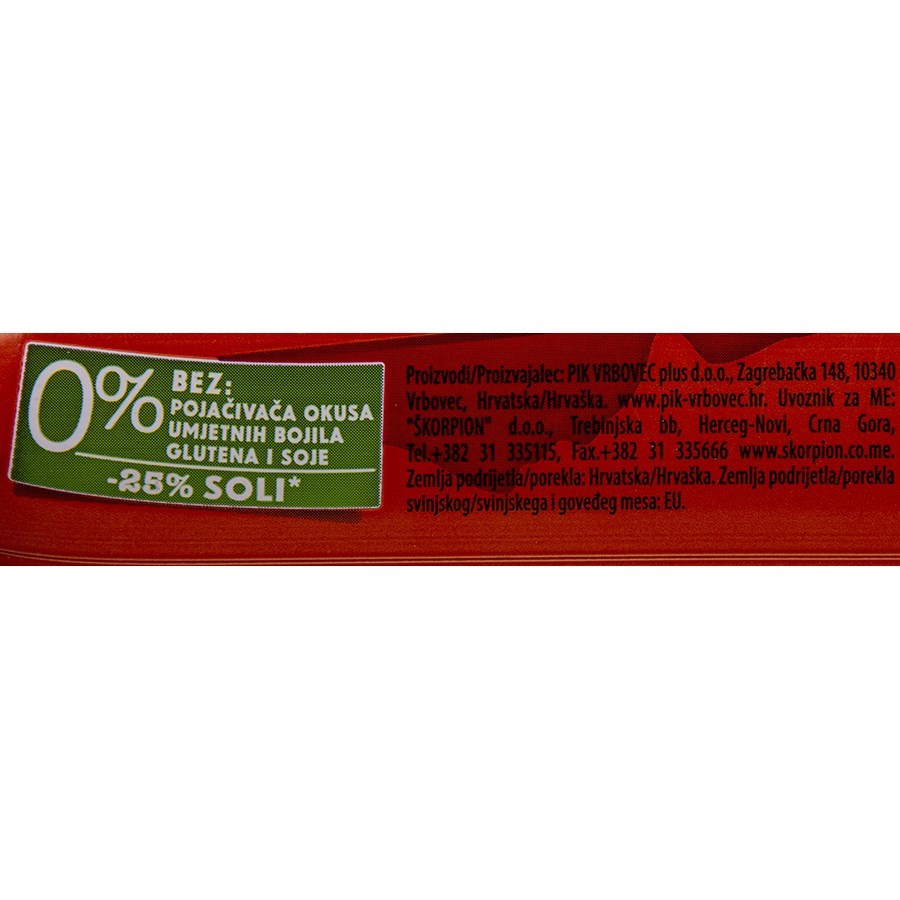 0%
BEZ:
POJAČIVAČA OKUSA
UMJETNIH BOJILA
GLUTENA I SOJE
-25% SOLI*
Proizvodi/Proizvajalec: PIK VRBOVEC plus d.o.o., Zagrebačka 148, 10340
Vrbovec, Hrvatska/Hrvaška. www.pik-vrbovec.hr. Uvoznik za ME:
"ŠKORPION" d.o.o., Trebinjska bb, Herceg-Novi, Crna Gora,
Tel.+382 31 335115, Fax.+382 31 335666 www.skorpion.co.me.
Zemlja podrijetla/porekla: Hrvatska/Hrvaška. Zemlja podrijetla/porekla
svinjskog/svinjskega i goveđeg mesa: EU.